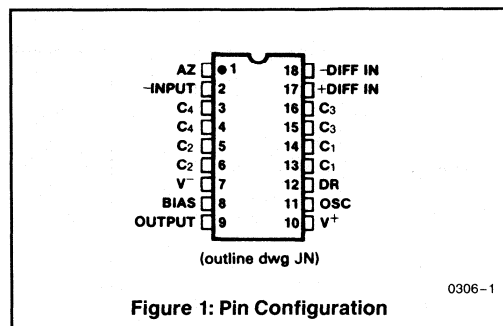 AZ 1 18 –DIFF IN
–INPUT 2 17 +DIFF IN
C4 3 16 C3
C4 4 15 C3
C2 5 14 C1
C2 6 13 C1
V– 7 12 DR
BIAS 8 11 OSC
OUTPUT 9 10 V+
(outline dwg JN)
0306–1
Figure 1: Pin Configuration